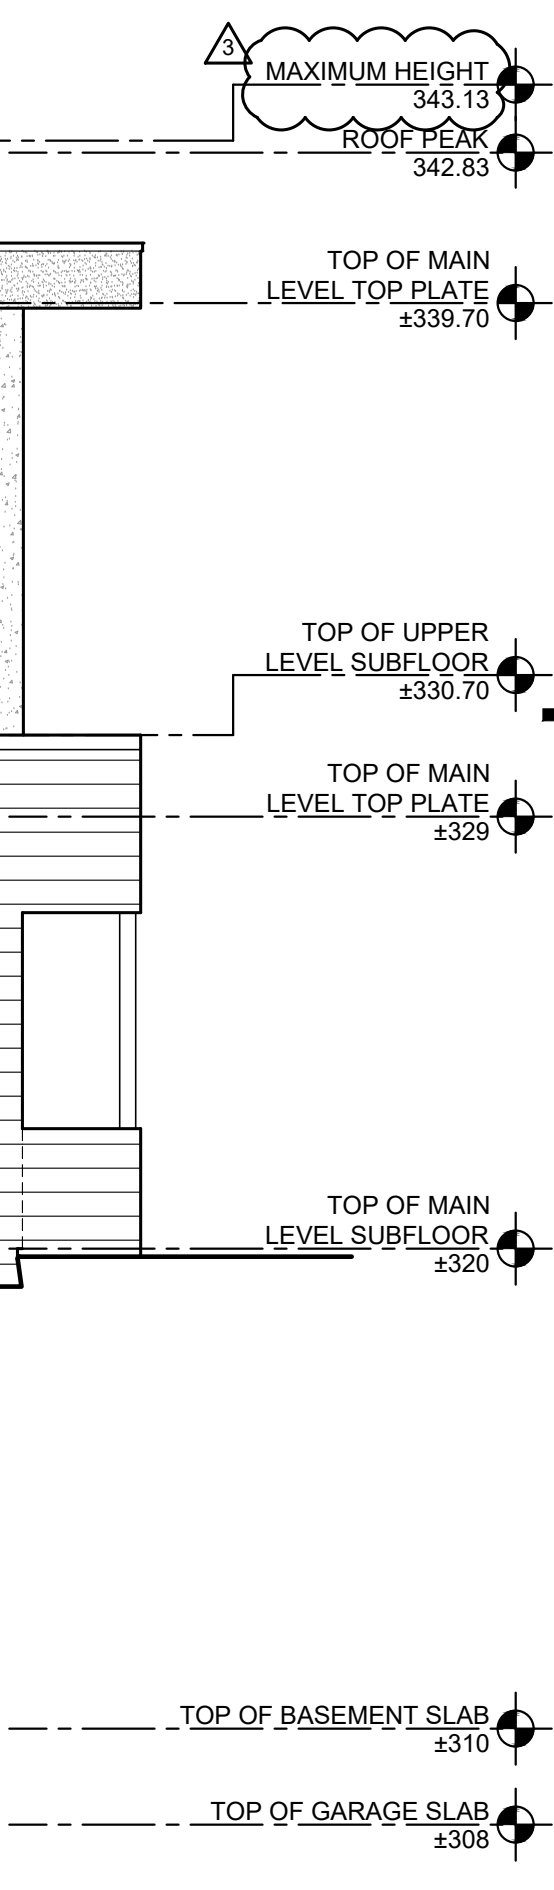 3
MAXIMUM HEIGHT
343.13
ROOF PEAK
342.83
TOP OF MAIN
LEVEL TOP PLATE
±339.70
TOP OF UPPER
LEVEL SUBFLOOR
±330.70
TOP OF MAIN
LEVEL TOP PLATE
±329
TOP OF MAIN
LEVEL SUBFLOOR
±320
TOP OF BASEMENT SLAB
±310
TOP OF GARAGE SLAB
±308